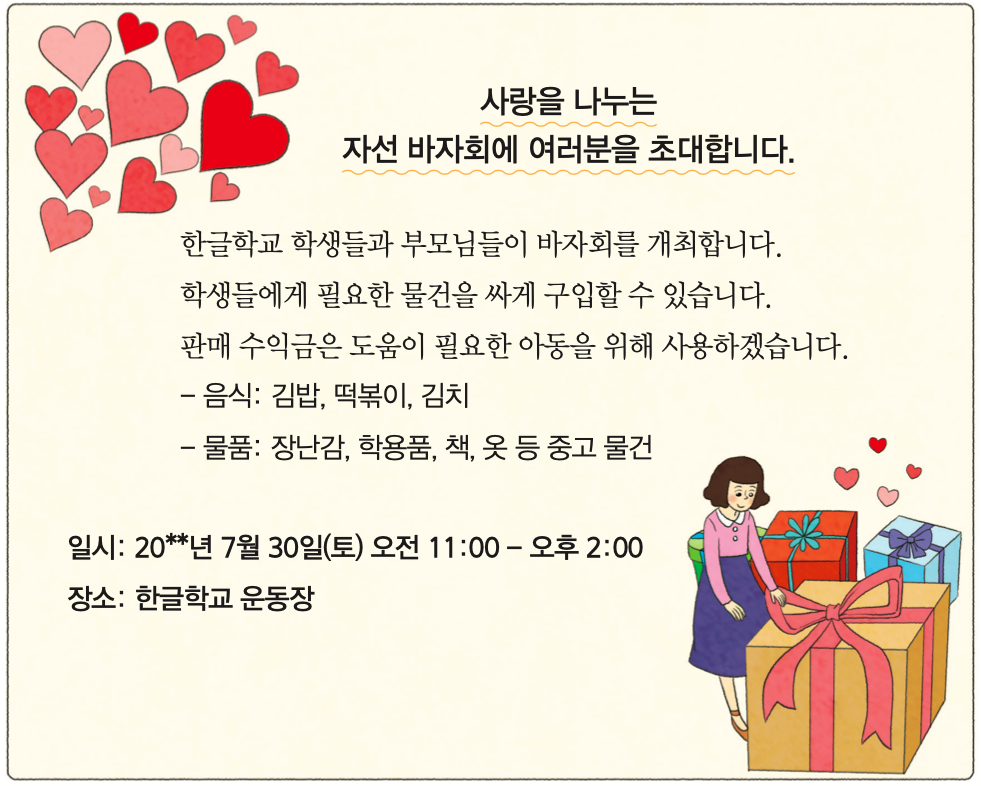 사랑을 나누는
자선 바자회에 여러분을 초대합니다.
한글학교 학생들과 부모님들이 바자회를 개최합니다.
학생들에게 필요한 물건을 싸게 구입할 수 있습니다.
판매 수익금은 도움이 필요한 아동을 위해 사용하겠습니다.
– 음식: 김밥, 떡볶이, 김치
– 물품: 장난감, 학용품, 책, 옷 등 중고 물건
일시: 20**년 7월 30일(토) 오전 11:00 – 오후 2:00
장소: 한글학교 운동장